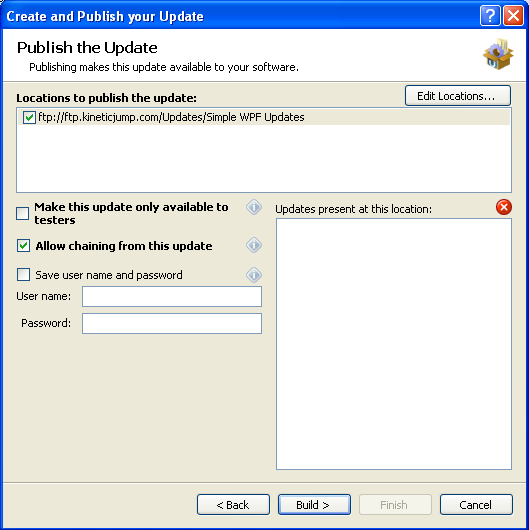 Create and Publish your Update
Publish the Update
Publishing makes this update available to your software.
Locations to publish the update:
Edit Locations...
ftp://ftp.kineticjump.com/Updates/Simple WPF Updates
Make this update only available to
testers
Updates present at this location:
Allow chaining from this update
Save user name and password
User name:
Password:
< Back
Build >
Finish
Cancel